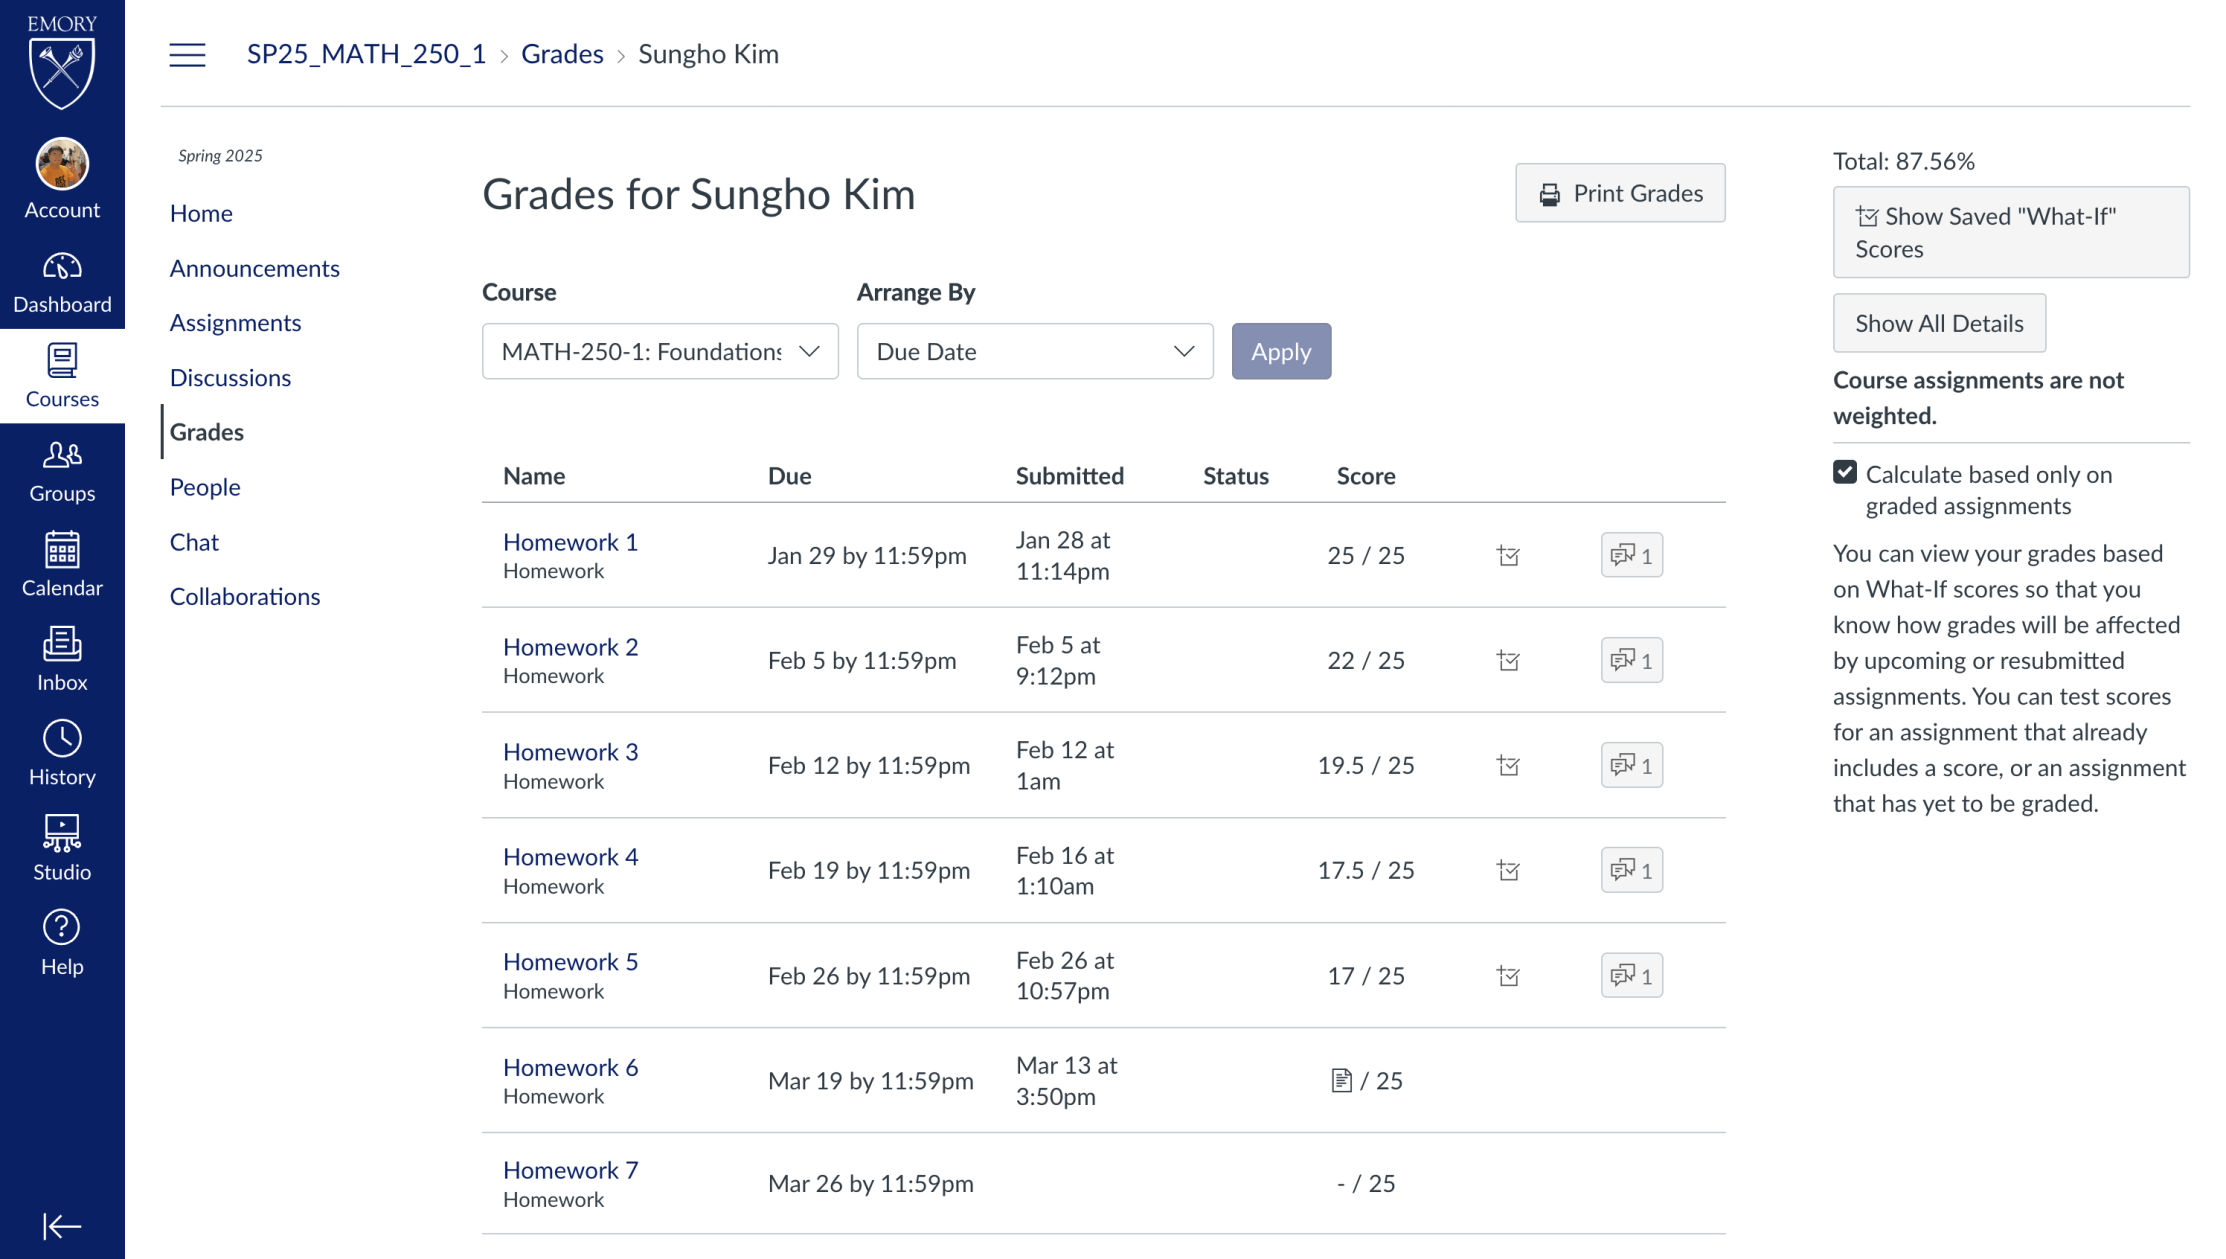 EMORY
Account
Dashboard
Courses
Groups
Calendar
Inbox
History
Studio
Help
SP25_MATH_250_1 > Grades > Sungho Kim
Spring 2025
Home
Announcements
Assignments
Discussions
Grades
People
Chat
Collaborations
Grades for Sungho Kim
Print Grades
Course
Arrange By
MATH-250-1: Foundations
Due Date
Apply
Name Due Submitted Status Score
Homework 1
Homework
Jan 29 by 11:59pm
Jan 28 at
11:14pm
25 / 25
1
Homework 2
Homework
Feb 5 by 11:59pm
Feb 5 at
9:12pm
22 / 25
1
Homework 3
Homework
Feb 12 by 11:59pm
Feb 12 at
1am
19.5 / 25
1
Homework 4
Homework
Feb 19 by 11:59pm
Feb 16 at
1:10am
17.5 / 25
1
Homework 5
Homework
Feb 26 by 11:59pm
Feb 26 at
10:57pm
17 / 25
1
Homework 6
Homework
Mar 19 by 11:59pm
Mar 13 at
3:50pm
/ 25
Homework 7
Homework
Mar 26 by 11:59pm
- / 25
Total: 87.56%
Show Saved "What-If"
Scores
Show All Details
Course assignments are not
weighted.
Calculate based only on
graded assignments
You can view your grades based
on What-If scores so that you
know how grades will be affected
by upcoming or resubmitted
assignments. You can test scores
for an assignment that already
includes a score, or an assignment
that has yet to be graded.